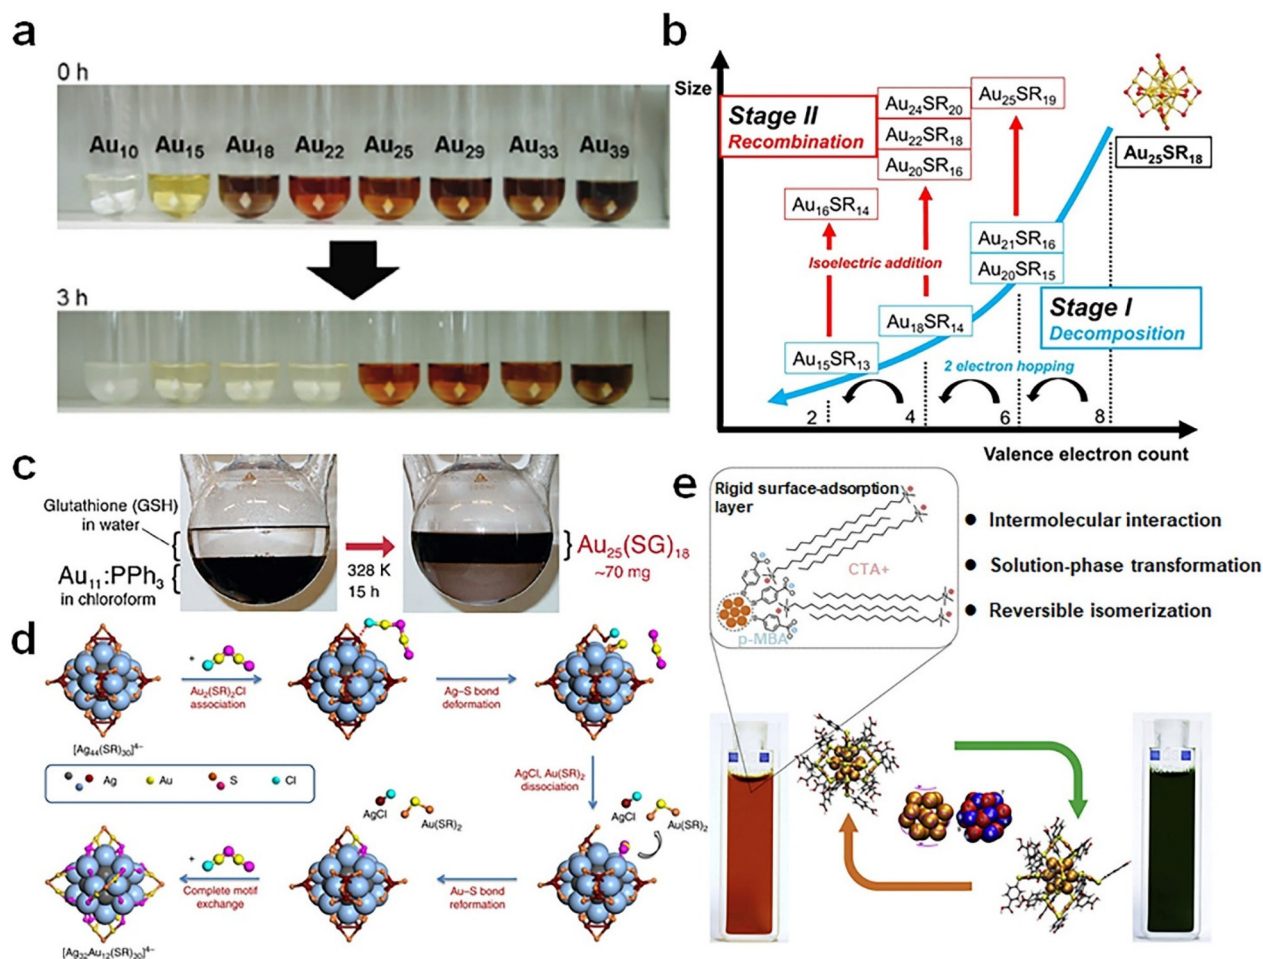 a
0 h
Au10 Au15 Au18 Au22 Au25 Au29 Au33 Au39
3 h
b
Size
Stage II
Recombination
Au24SR20
Au22SR18
Au20SR16
Au25SR19
Au25SR18
Au16SR14
Isoelectric addition
Au21SR16
Au20SR15
Au18SR14
Au15SR13
Stage I
Decomposition
2 electron hopping
2 4 6 8
Valence electron count
c
Glutathione (GSH)
in water
Au11:PPh3
in chloroform
328 K
15 h
Au25(SG)18
~70 mg
d
+
Au2(SR)2Cl
association
Ag–S bond
deformation
[Ag44(SR)30]4−
Ag Au S Cl
AgCl, Au(SR)2
dissociation
AgCl
Au(SR)2
AgCl
Au(SR)2
+
Complete motif
exchange
Au–S bond
reformation
[Ag32Au12(SR)30]4−
e
Rigid surface-adsorption
layer
CTA+
p-MBA
● Intermolecular interaction
● Solution-phase transformation
● Reversible isomerization